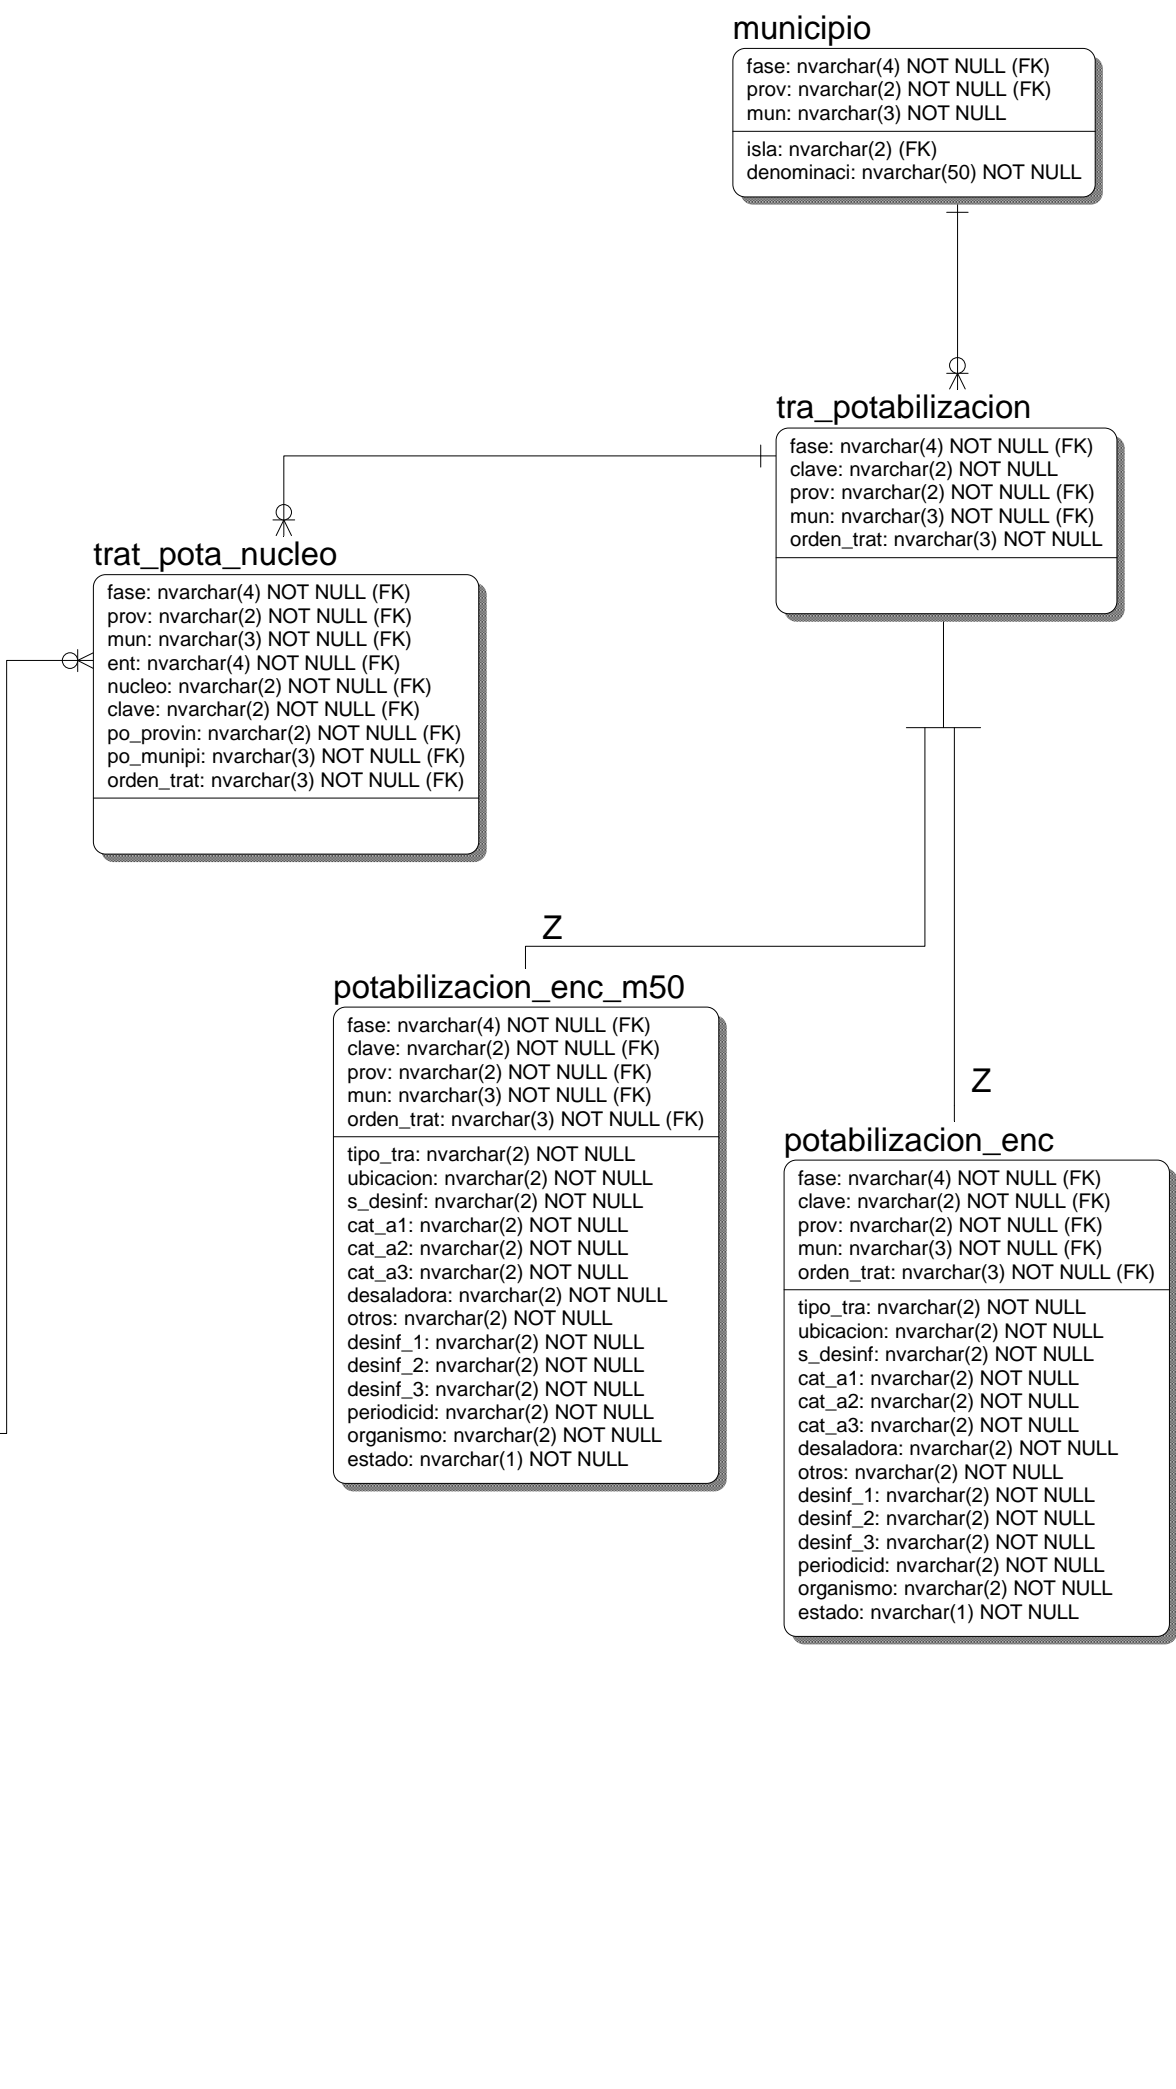 municipio
fase: nvarchar(4) NOT NULL (FK)
prov: nvarchar(2) NOT NULL (FK)
mun: nvarchar(3) NOT NULL
isla: nvarchar(2) (FK)
denominaci: nvarchar(50) NOT NULL
tra_potabilizacion
fase: nvarchar(4) NOT NULL (FK)
clave: nvarchar(2) NOT NULL
prov: nvarchar(2) NOT NULL (FK)
mun: nvarchar(3) NOT NULL (FK)
orden_trat: nvarchar(3) NOT NULL
trat_pota_nucleo
fase: nvarchar(4) NOT NULL (FK)
prov: nvarchar(2) NOT NULL (FK)
mun: nvarchar(3) NOT NULL (FK)
ent: nvarchar(4) NOT NULL (FK)
nucleo: nvarchar(2) NOT NULL (FK)
clave: nvarchar(2) NOT NULL (FK)
po_provin: nvarchar(2) NOT NULL (FK)
po_munipi: nvarchar(3) NOT NULL (FK)
orden_trat: nvarchar(3) NOT NULL (FK)
Z
potabilizacion_enc_m50
fase: nvarchar(4) NOT NULL (FK)
clave: nvarchar(2) NOT NULL (FK)
prov: nvarchar(2) NOT NULL (FK)
mun: nvarchar(3) NOT NULL (FK)
orden_trat: nvarchar(3) NOT NULL (FK)
tipo_tra: nvarchar(2) NOT NULL
ubicacion: nvarchar(2) NOT NULL
s_desinf: nvarchar(2) NOT NULL
cat_a1: nvarchar(2) NOT NULL
cat_a2: nvarchar(2) NOT NULL
cat_a3: nvarchar(2) NOT NULL
desaladora: nvarchar(2) NOT NULL
otros: nvarchar(2) NOT NULL
desinf_1: nvarchar(2) NOT NULL
desinf_2: nvarchar(2) NOT NULL
desinf_3: nvarchar(2) NOT NULL
periodicid: nvarchar(2) NOT NULL
organismo: nvarchar(2) NOT NULL
estado: nvarchar(1) NOT NULL
Z
potabilizacion_enc
fase: nvarchar(4) NOT NULL (FK)
clave: nvarchar(2) NOT NULL (FK)
prov: nvarchar(2) NOT NULL (FK)
mun: nvarchar(3) NOT NULL (FK)
orden_trat: nvarchar(3) NOT NULL (FK)
tipo_tra: nvarchar(2) NOT NULL
ubicacion: nvarchar(2) NOT NULL
s_desinf: nvarchar(2) NOT NULL
cat_a1: nvarchar(2) NOT NULL
cat_a2: nvarchar(2) NOT NULL
cat_a3: nvarchar(2) NOT NULL
desaladora: nvarchar(2) NOT NULL
otros: nvarchar(2) NOT NULL
desinf_1: nvarchar(2) NOT NULL
desinf_2: nvarchar(2) NOT NULL
desinf_3: nvarchar(2) NOT NULL
periodicid: nvarchar(2) NOT NULL
organismo: nvarchar(2) NOT NULL
estado: nvarchar(1) NOT NULL